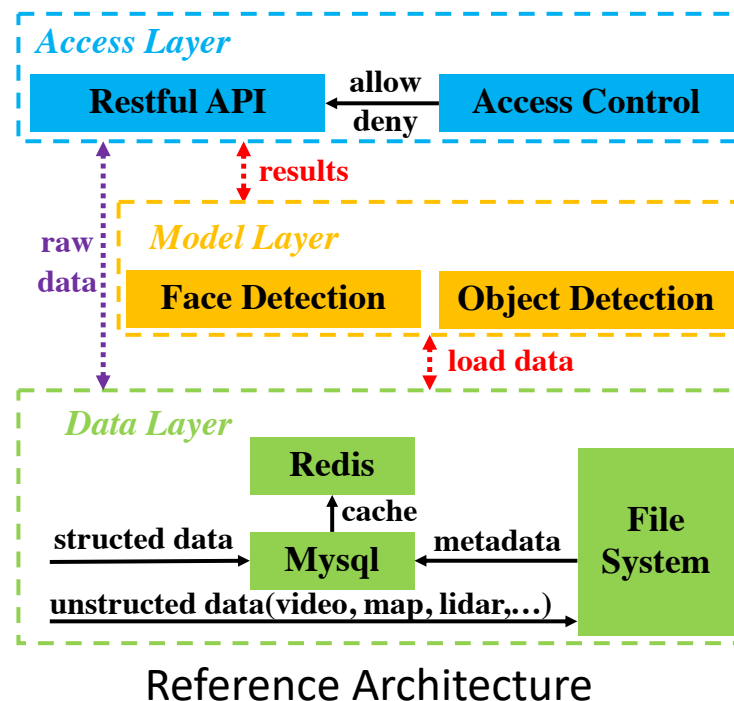 Access Layer
Restful API
allow
deny
Access Control
results
raw
data
Model Layer
Face Detection
Object Detection
load data
Data Layer
Redis
cache
File
System
structed data
Mysql
metadata
unstructed data(video, map, lidar,...)
Reference Architecture